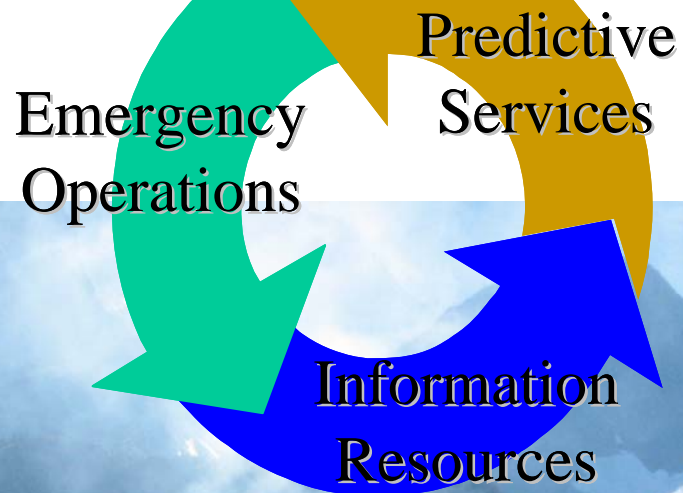 Predictive
Services
Emergency
Operations
Information
Resources